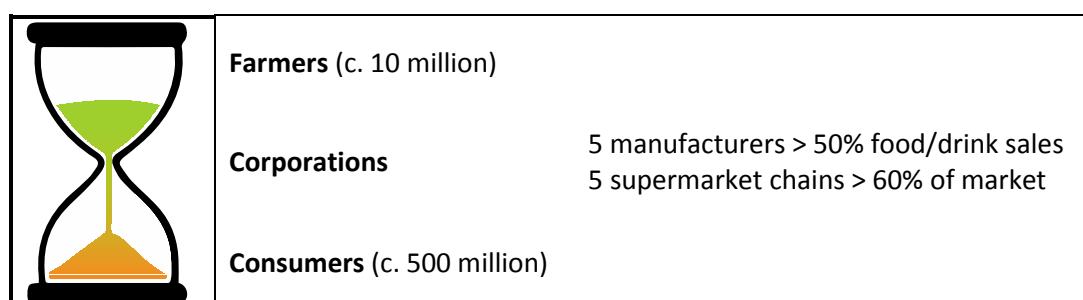 Farmers (c. 10 million)
Corporations
5 manufacturers > 50% food/drink sales
5 supermarket chains > 60% of market
Consumers (c. 500 million)